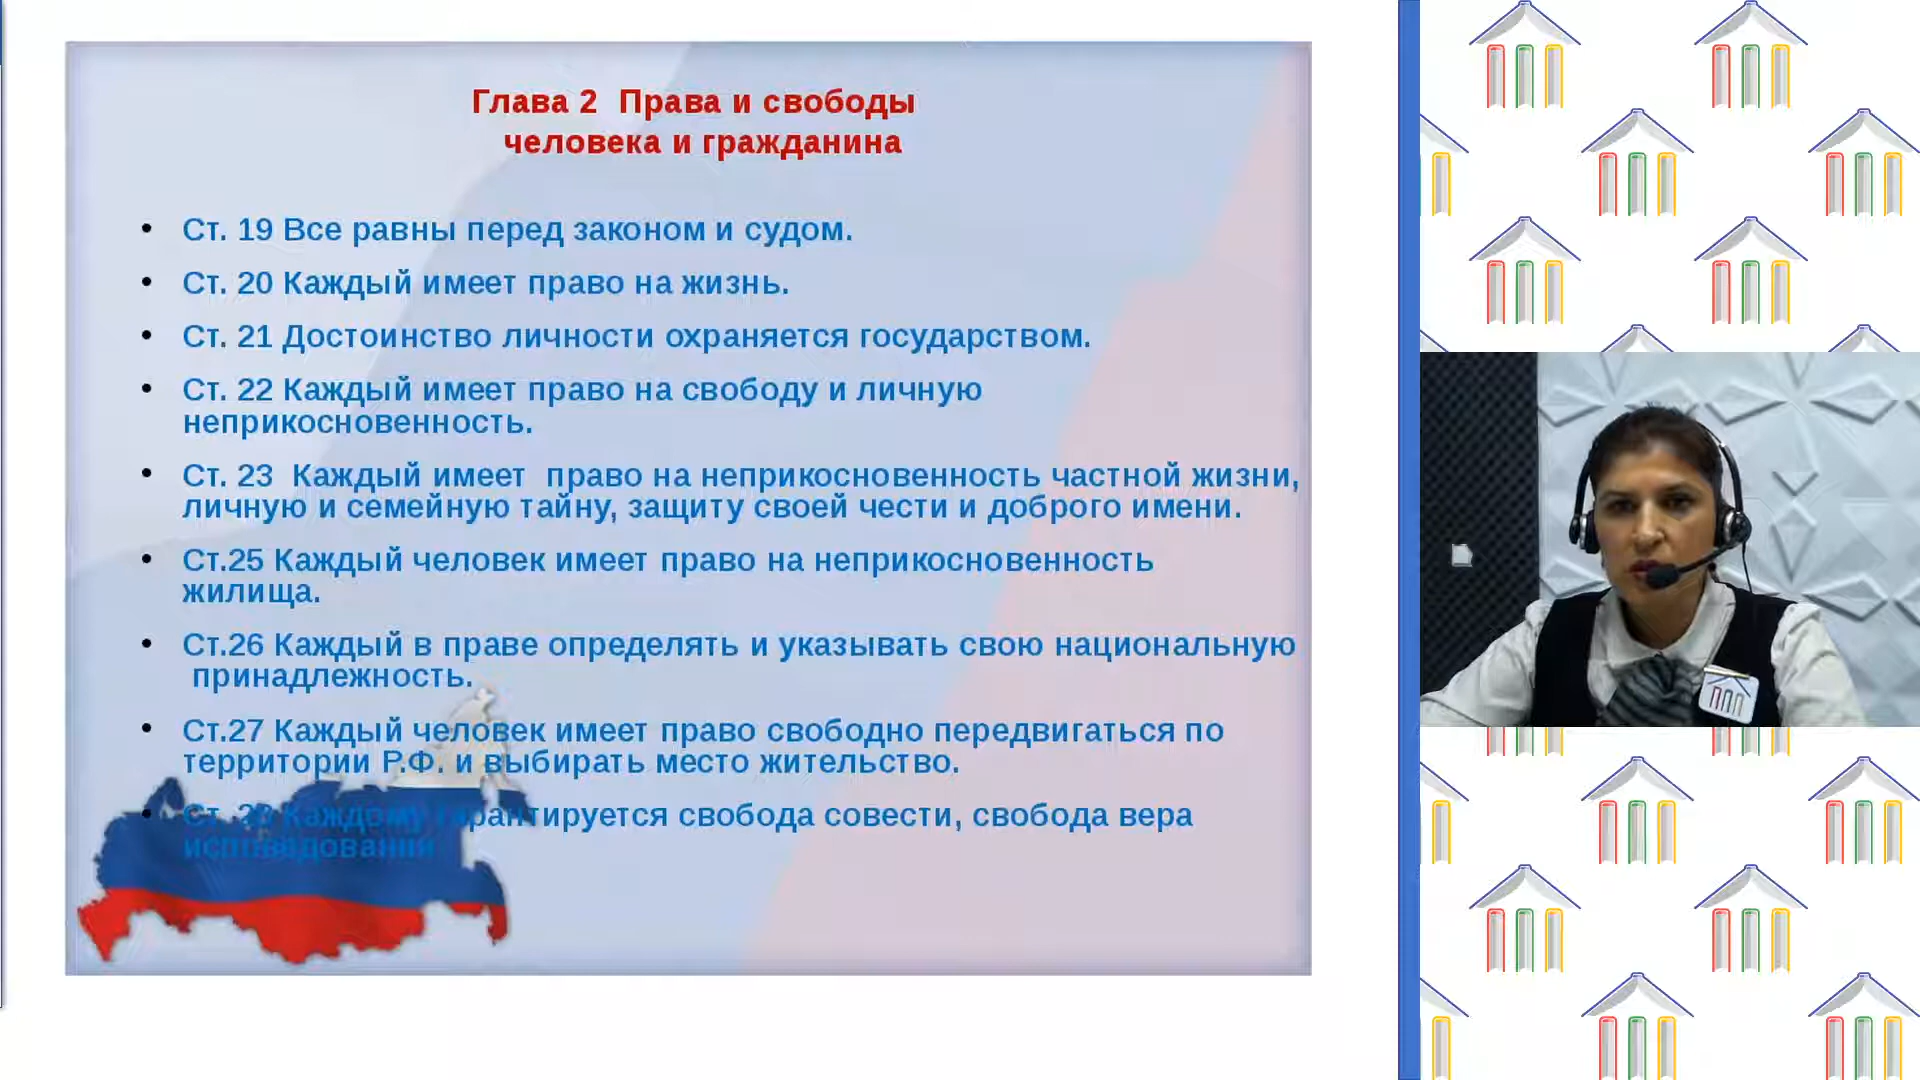 Глава 2 Права и свободы
человека и гражданина
• Ст. 19 Все равны перед законом и судом.
• Ст. 20 Каждый имеет право на жизнь.
• Ст. 21 Достоинство личности охраняется государством.
• Ст. 22 Каждый имеет право на свободу и личную
неприкосновенность.
• Ст. 23 Каждый имеет право на неприкосновенность частной жизни,
личную и семейную тайну, защиту своей чести и доброго имени.
• Ст.25 Каждый человек имеет право на неприкосновенность
жилища.
• Ст.26 Каждый в праве определять и указывать свою национальную
принадлежность.
• Ст.27 Каждый человек имеет право свободно передвигаться по
территории Р.Ф. и выбирать место жительство.
• Ст. 28 Каждому гарантируется свобода совести, свобода вера